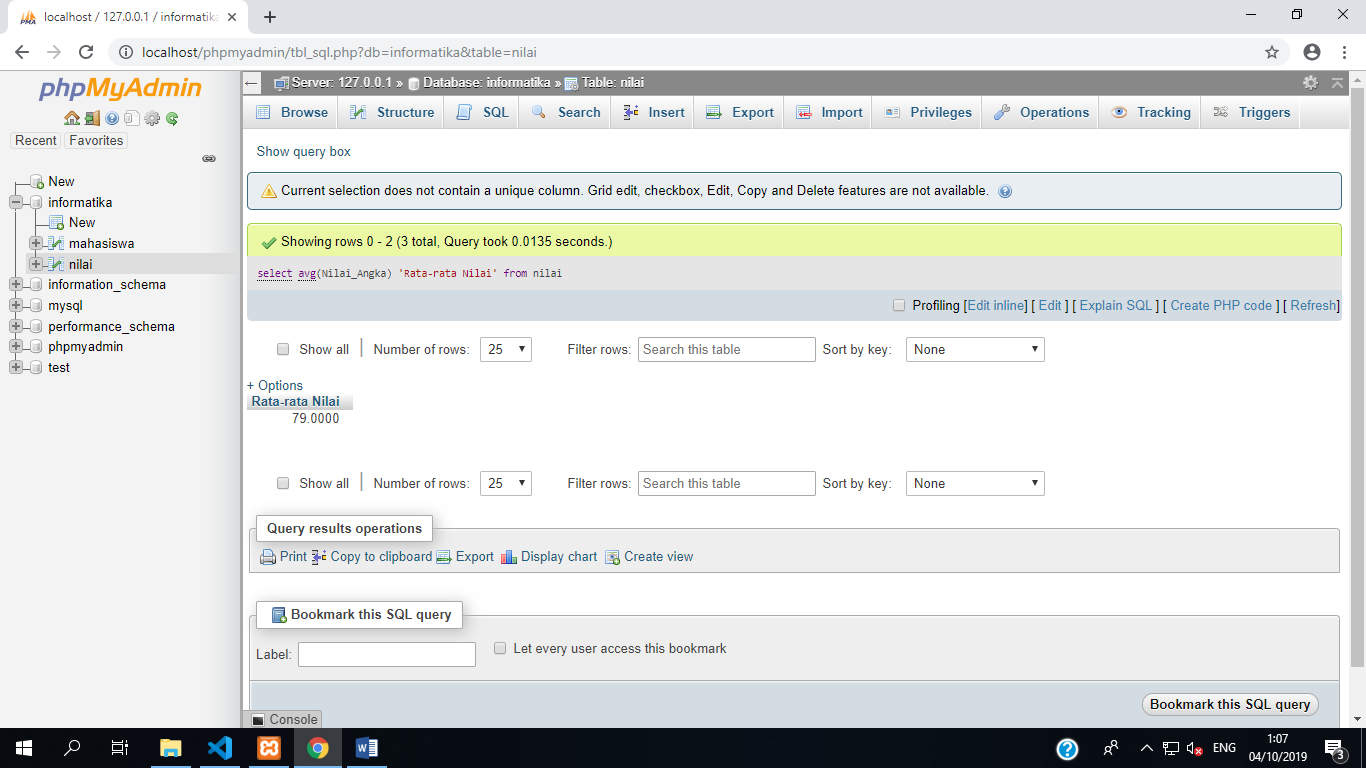 localhost / 127.0.0.1 / informatika
localhost/phpmyadmin/tbl_sql.php?db=informatika&table=nilai
phpMyAdmin
Recent Favorites
New
informatika
New
mahasiswa
nilai
information_schema
mysql
performance_schema
phpmyadmin
test
Server: 127.0.0.1 » Database: informatika » Table: nilai
Browse Structure SQL Search Insert Export Import Privileges Operations Tracking Triggers
Show query box
Current selection does not contain a unique column. Grid edit, checkbox, Edit, Copy and Delete features are not available.
Showing rows 0 - 2 (3 total, Query took 0.0135 seconds.)
select avg(Nilai_Angka) 'Rata-rata Nilai' from nilai
Profiling [Edit inline] [ Edit ] [ Explain SQL ] [ Create PHP code ] [ Refresh]
Show all | Number of rows: 25 Filter rows: Search this table Sort by key: None
+ Options
Rata-rata Nilai
79.0000
Show all | Number of rows: 25 Filter rows: Search this table Sort by key: None
Query results operations
Print Copy to clipboard Export Display chart Create view
Bookmark this SQL query
Label: Let every user access this bookmark
Bookmark this SQL query
Console
ENG
1:07
04/10/2019
3